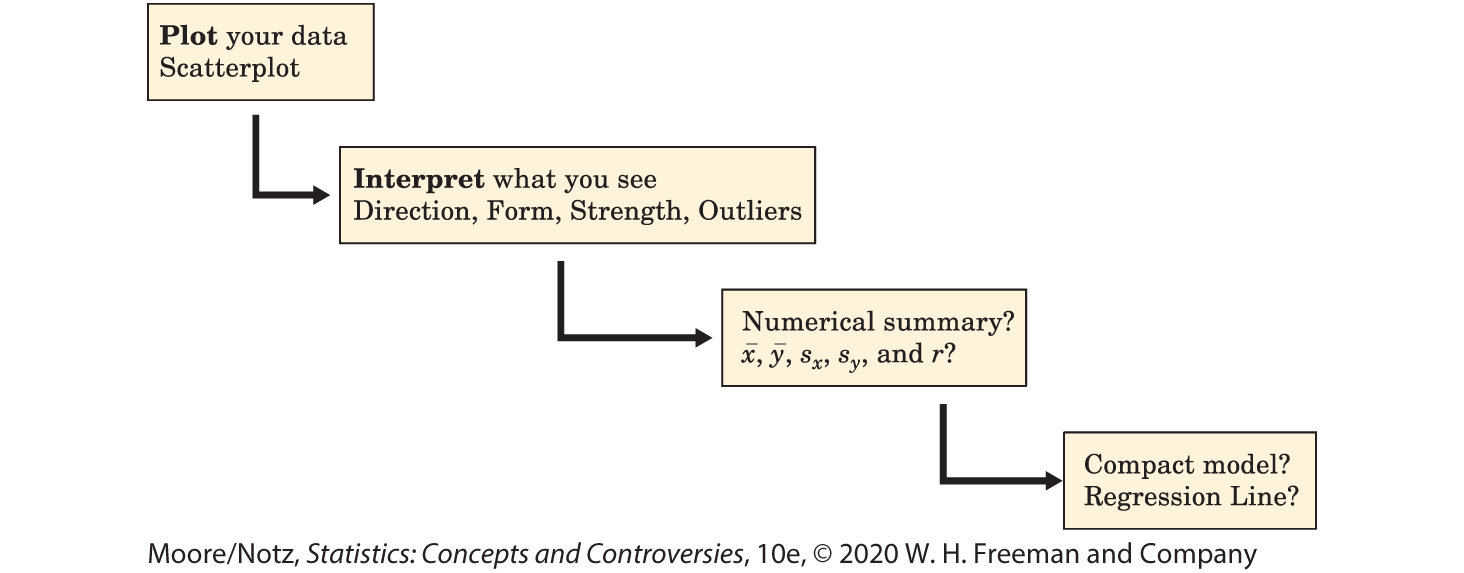 Plot your data
Scatterplot
Interpret what you see
Direction, Form, Strength, Outliers
Numerical summary?
x̄, ȳ, sₓ, s_y, and r?
Compact model?
Regression Line?
Moore/Notz, Statistics: Concepts and Controversies, 10e, © 2020 W. H. Freeman and Company